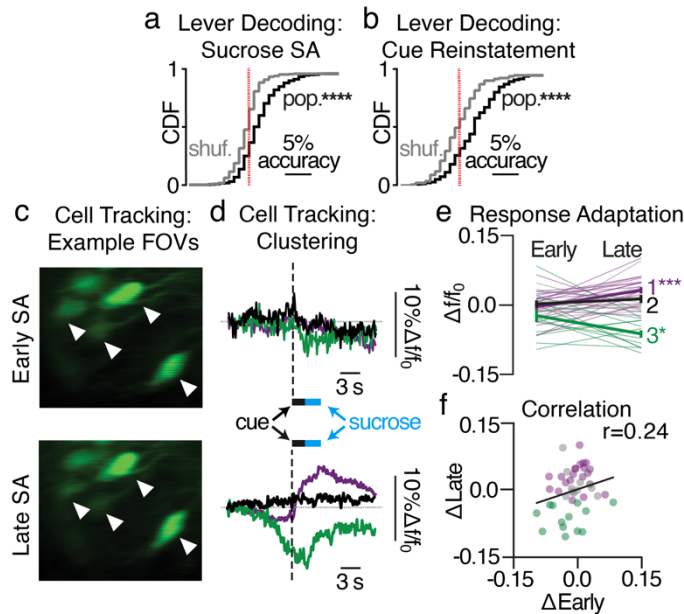 a Lever Decoding:
Sucrose SA
1
CDF
0
shuf.
pop.****
5%
accuracy
b Lever Decoding:
Cue Reinstatement
1
CDF
0
shuf.
pop.****
5%
accuracy
c Cell Tracking:
Example FOVs
Early SA
Late SA
d Cell Tracking:
Clustering
10%Δf/f0
3 s
cue
sucrose
10%Δf/f0
3 s
e Response Adaptation
Early Late
0.15
Δf/f0
0.0
-0.15
1***
2
3*
f Correlation
r=0.24
0.15
ΔLate
0.0
-0.15
-0.15 0.0 0.15
ΔEarly